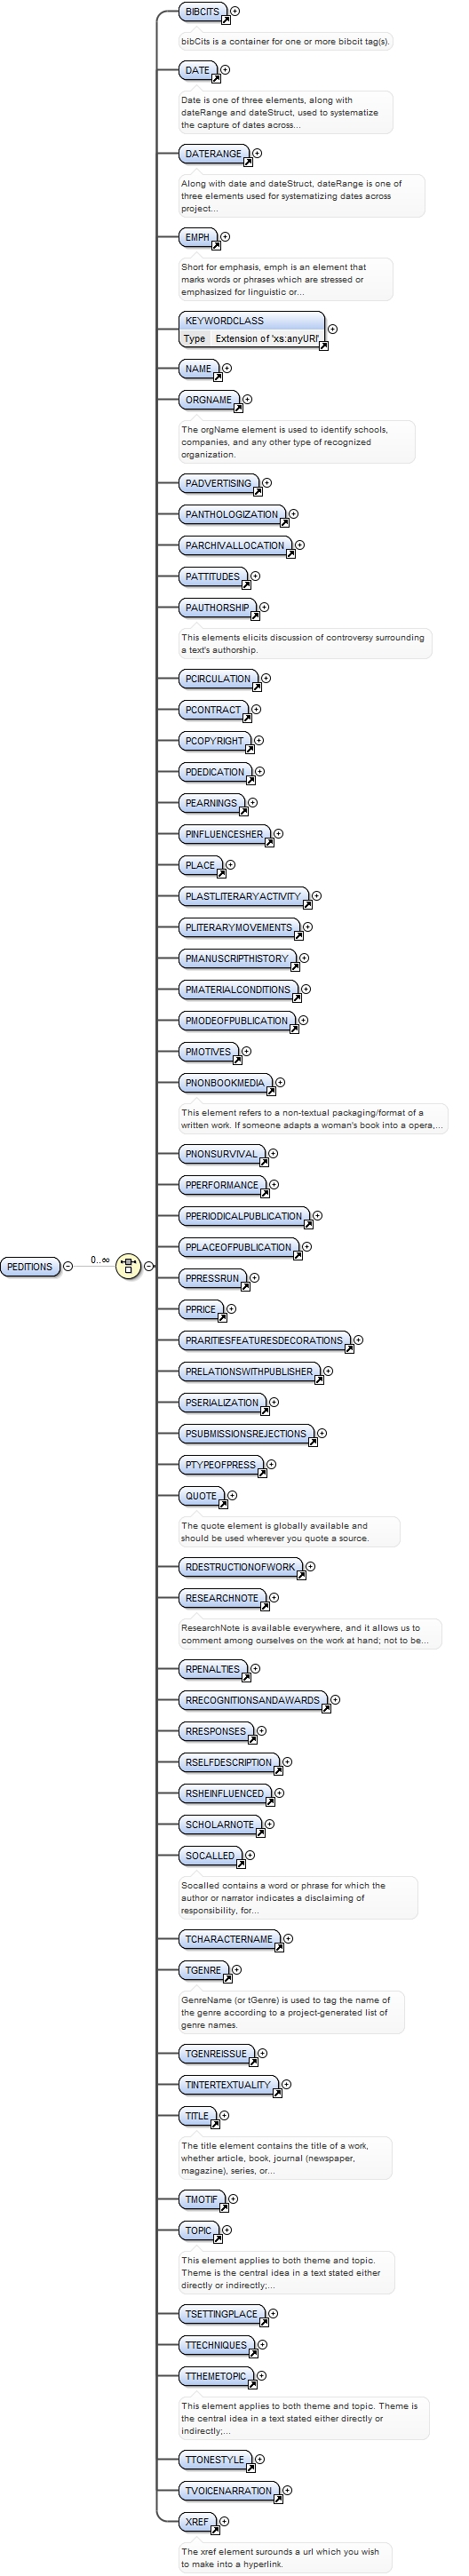 BIBCITS
bibCits is a container for one or more bibcit tag(s).
DATE
Date is one of three elements, along with
dateRange and dateStruct, used to systematize
the capture of dates across...
DATERANGE
Along with date and dateStruct, dateRange is one of
three elements used for systematizing dates across
project...
EMPH
Short for emphasis, emph is an element that
marks words or phrases which are stressed or
emphasized for linguistic or...
KEYWORDCLASS
Type Extension of 'xs:anyURI'
NAME
ORGNAME
The orgName element is used to identify schools,
companies, and any other type of recognized
organization.
PADVERTISING
PANTHOLOGIZATION
PARCHIVALLOCATION
PATTITUDES
PAUTHORSHIP
This elements elicits discussion of controversy surrounding
a text's authorship.
PCIRCULATION
PCONTRACT
PCOPYRIGHT
PDEDICATION
PEARNINGS
PINFLUENCESHER
PLACE
PLASTLITERARYACTIVITY
PLITERARYMOVEMENTS
PMANUSCRIPTHISTORY
PMATERIALCONDITIONS
PMODEOFPUBLICATION
PMOTIVES
PNONBOOKMEDIA
This element refers to a non-textual packaging/format of a
written work. If someone adapts a woman's book into a opera,...
PNONSURVIVAL
PPERFORMANCE
PPERIODICALPUBLICATION
PPLACEOFPUBLICATION
PEDITIONS 0..∞
PPRESSRUN
PPRICE
PRARITIESFEATURESDECORATIONS
PRELATIONSWITHPUBLISHER
PSERIALIZATION
PSUBMISSIONSREJECTIONS
PTYPEOFPRESS
QUOTE
The quote element is globally available and
should be used wherever you quote a source.
RDESTRUCTIONOFWORK
RESEARCHNOTE
ResearchNote is available everywhere, and it allows us to
comment among ourselves on the work at hand; not to be...
RPENALTIES
RRECOGNITIONSANDAWARDS
RRESPONSES
RSELFDESCRIPTION
RSHEINFLUENCED
SCHOLARNOTE
SOCALLED
Socalled contains a word or phrase for which the
author or narrator indicates a disclaiming of
responsibility, for...
TCHARACTERNAME
TGENRE
GenreName (or tGenre) is used to tag the name of
the genre according to a project-generated list of
genre names.
TGENREISSUE
TINTERTEXTUALITY
TITLE
The title element contains the title of a work,
whether article, book, journal (newspaper,
magazine), series, or...
TMOTIF
TOPIC
This element applies to both theme and topic.
Theme is the central idea in a text stated either
directly or indirectly;...
TSETTINGPLACE
TTECHNIQUES
TTHEMETOPIC
This element applies to both theme and topic. Theme is
the central idea in a text stated either directly or
indirectly;...
TTONESTYLE
TVOICENARRATION
XREF
The xref element surounds a url which you wish
to make into a hyperlink.